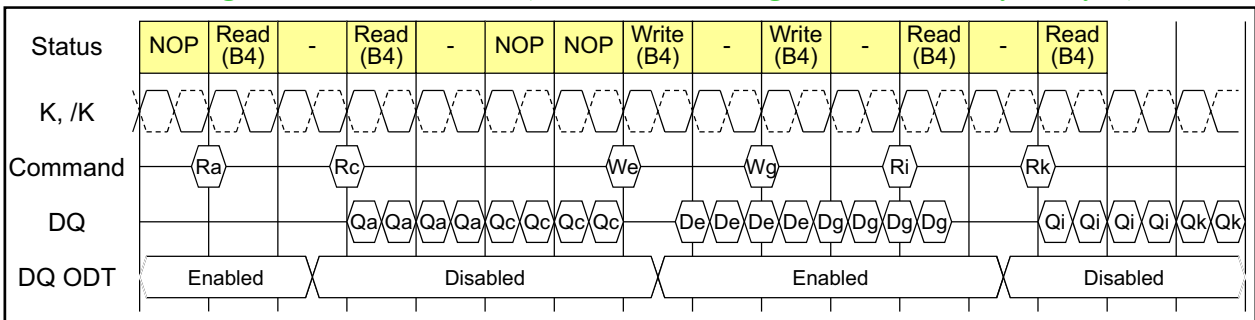 Status NOP Read (B4) - Read (B4) - NOP NOP Write (B4) - Write (B4) - Read (B4) - Read (B4)
K, /K
Command Ra Rc We Wg Ri Rk
DQ Qa Qa Qa Qa Qc Qc Qc Qc De De De De Dg Dg Dg Dg Qi Qi Qi Qi Qk Qk
DQ ODT Enabled Disabled Enabled Disabled